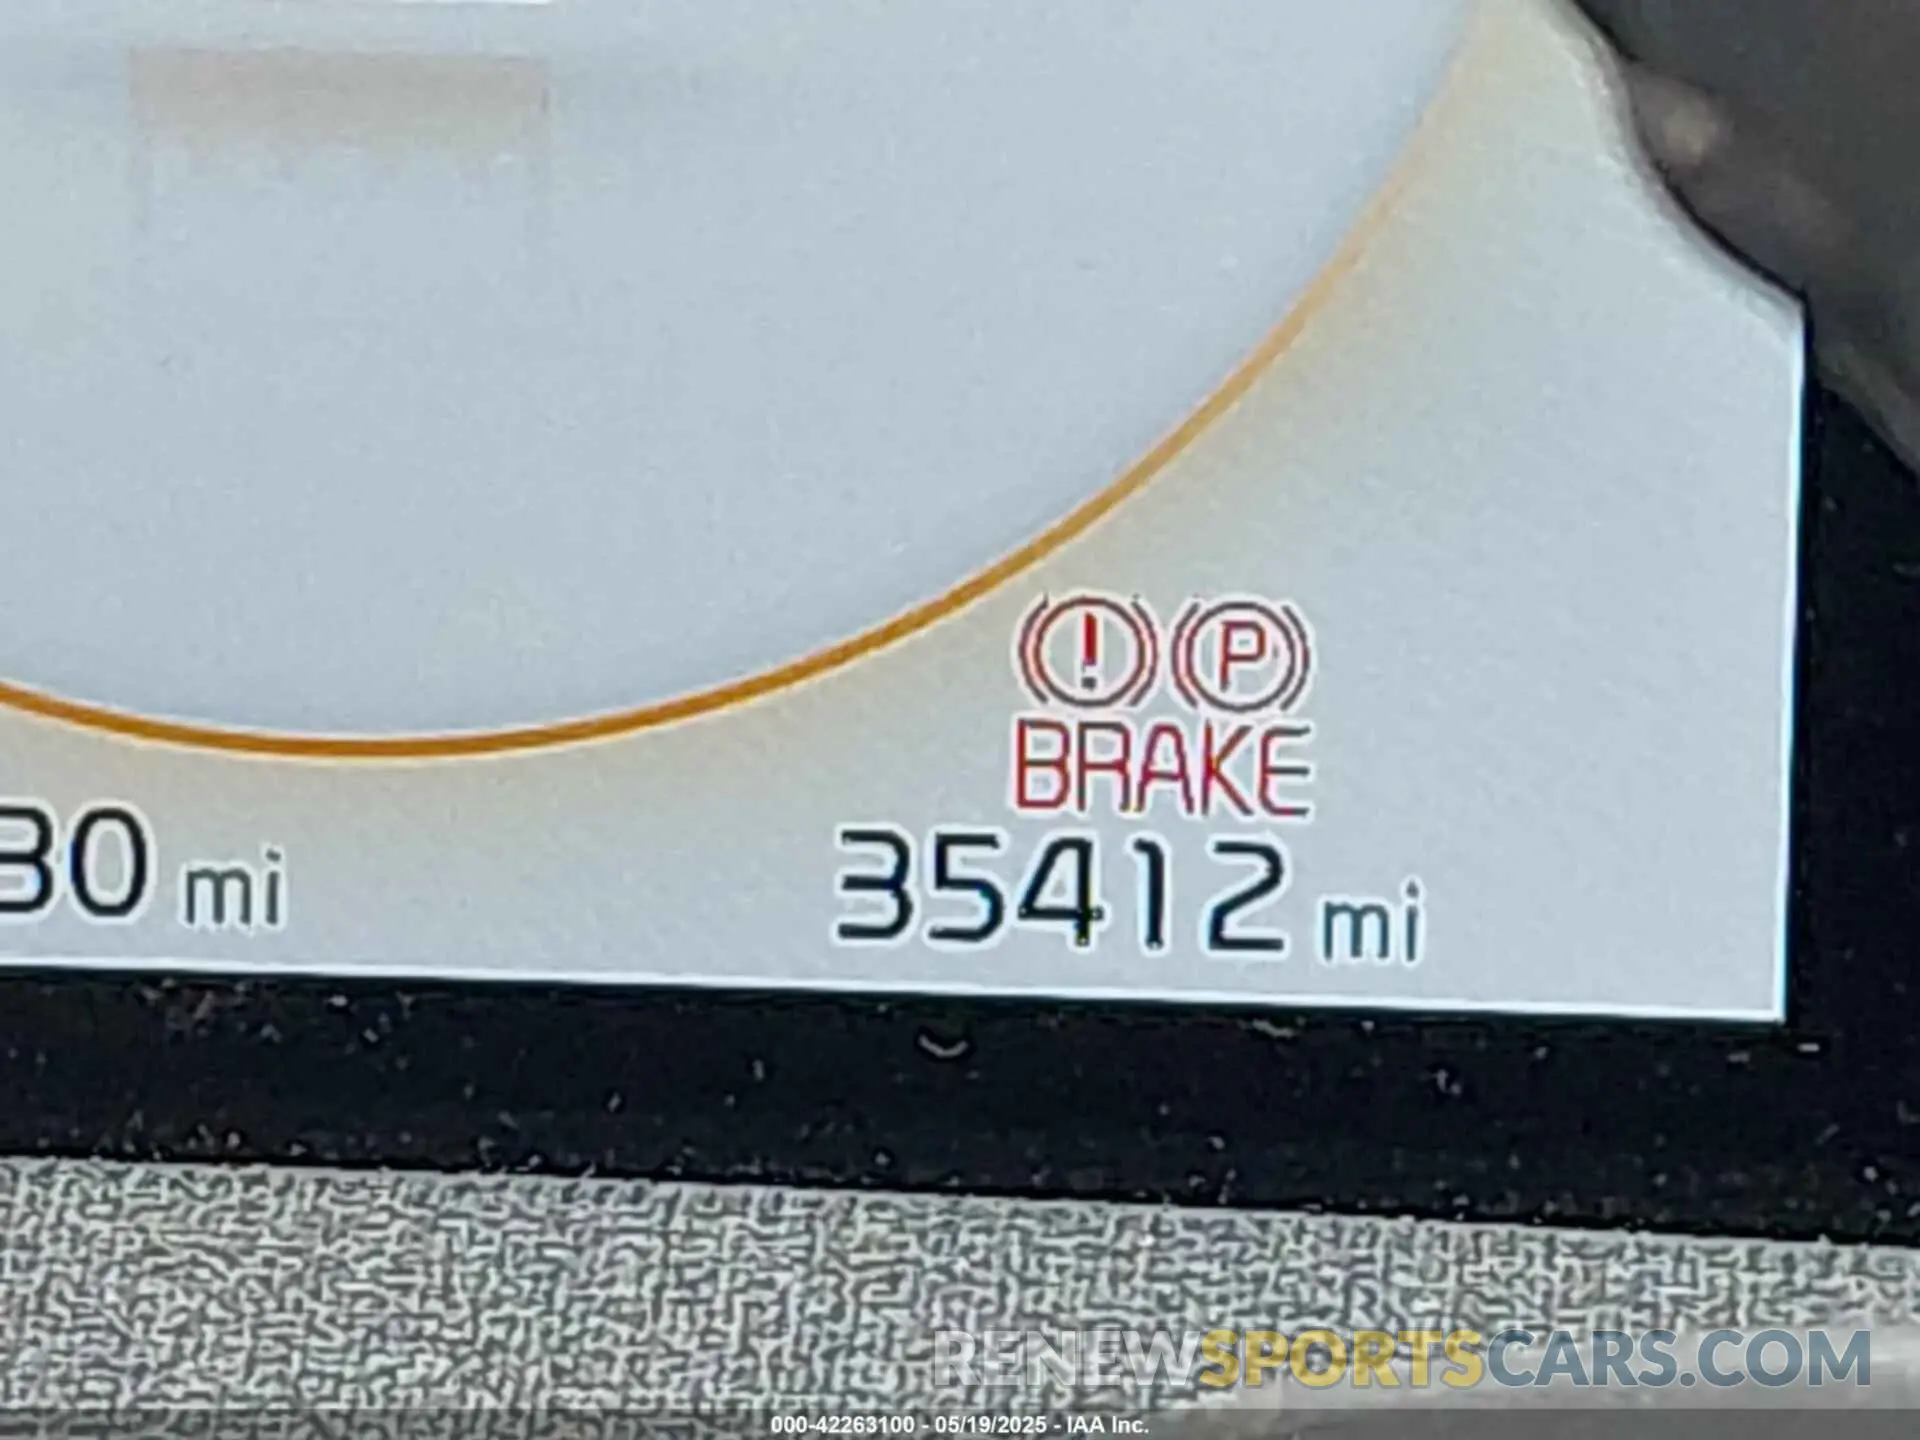 ! P
BRAKE
30 mi
35412 mi
RENEWSPORTSCARS.COM
000-42263100 - 05/19/2025 - IAA Inc.